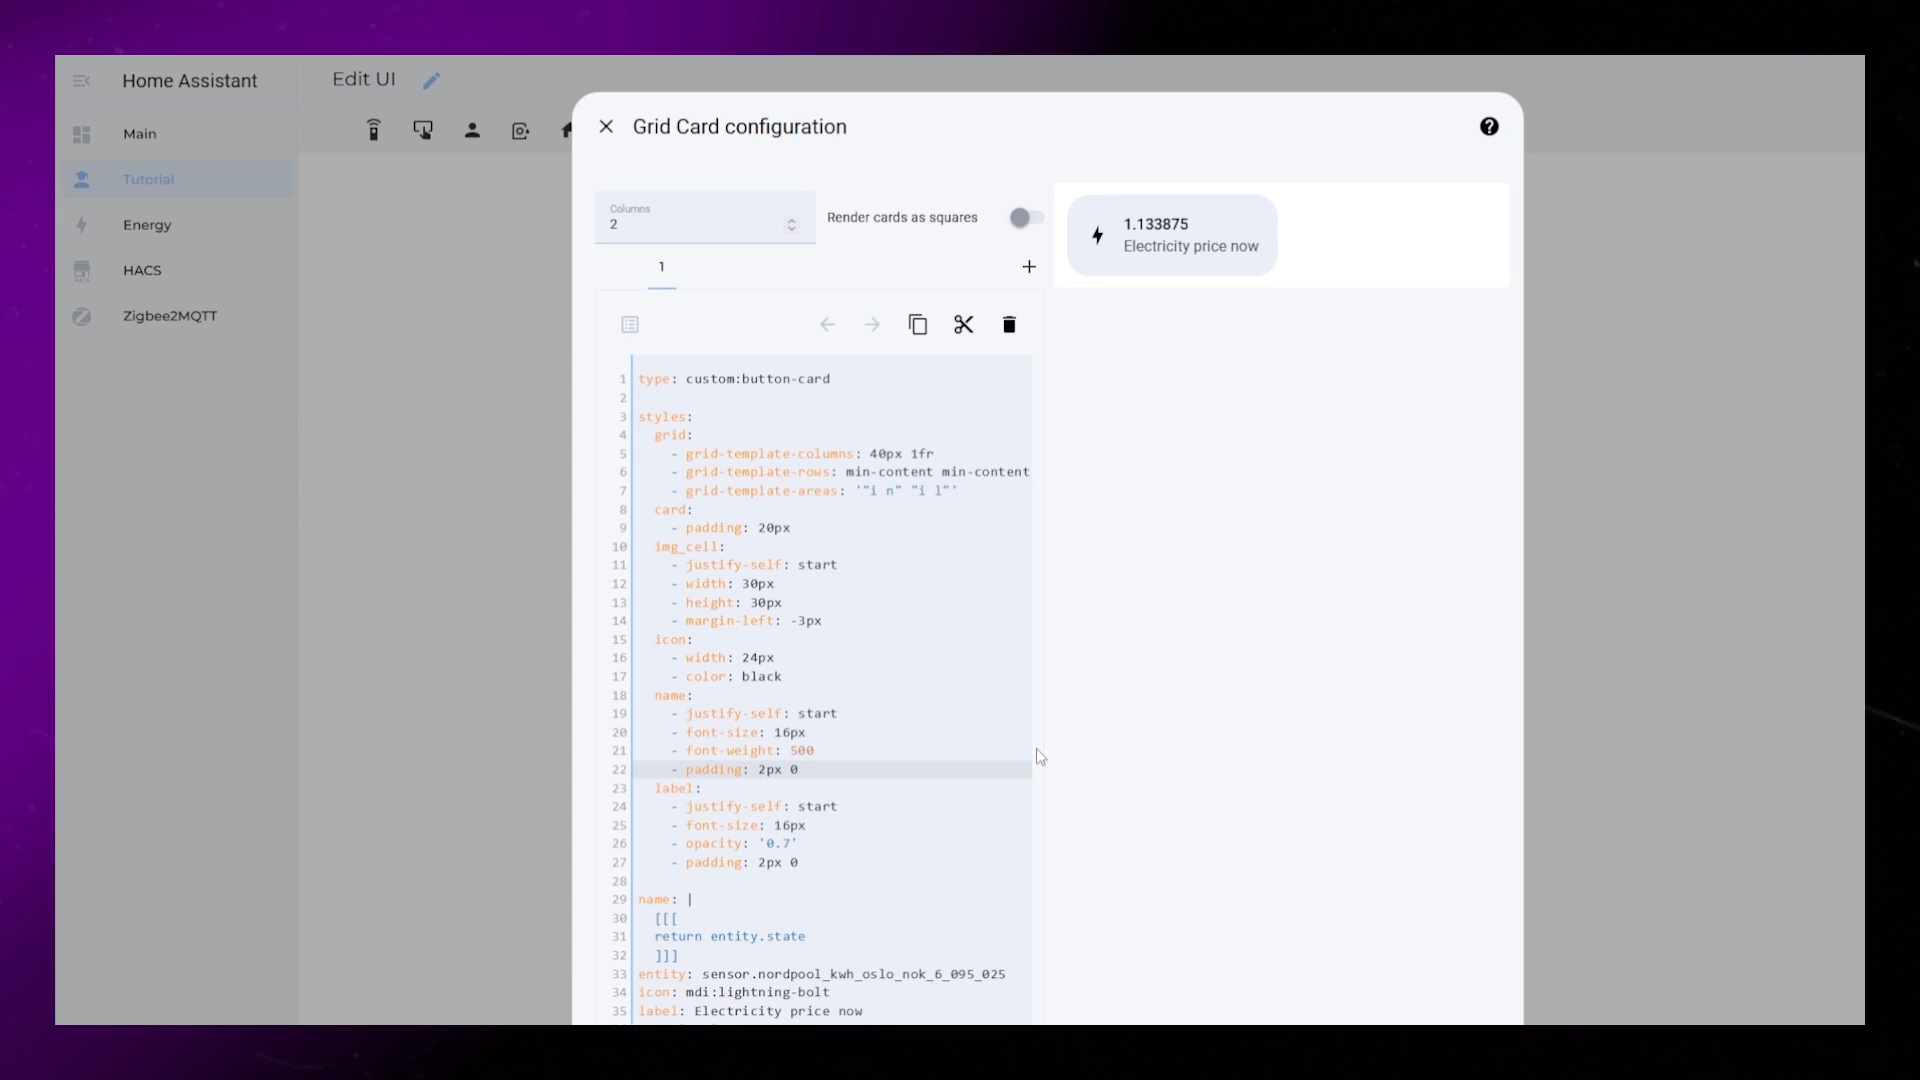 Home Assistant
Edit UI
Main
Tutorial
Energy
HACS
Zigbee2MQTT
Grid Card configuration
Columns
2
Render cards as squares
1
1.133875
Electricity price now
1 type: custom:button-card
2
3 styles:
4 grid:
5 - grid-template-columns: 40px 1fr
6 - grid-template-rows: min-content min-content
7 - grid-template-areas: '"i n" "i l"'
8 card:
9 - padding: 20px
10 img_cell:
11 - justify-self: start
12 - width: 30px
13 - height: 30px
14 - margin-left: -3px
15 icon:
16 - width: 24px
17 - color: black
18 name:
19 - justify-self: start
20 - font-size: 16px
21 - font-weight: 500
22 - padding: 2px 0
23 label:
24 - justify-self: start
25 - font-size: 16px
26 - opacity: '0.7'
27 - padding: 2px 0
28
29 name: |
30 [[[
31 return entity.state
32 ]]]
33 entity: sensor.nordpool_kwh_oslo_nok_6_095_025
34 icon: mdi:lightning-bolt
35 label: Electricity price now